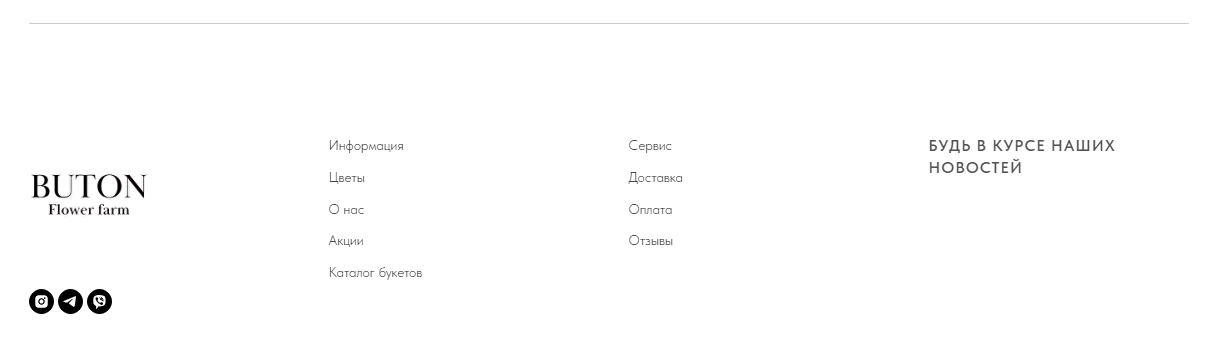 BUTON
Flower farm
Информация
Цветы
О нас
Акции
Каталог букетов
Сервис
Доставка
Оплата
Отзывы
БУДЬ В КУРСЕ НАШИХ
НОВОСТЕЙ